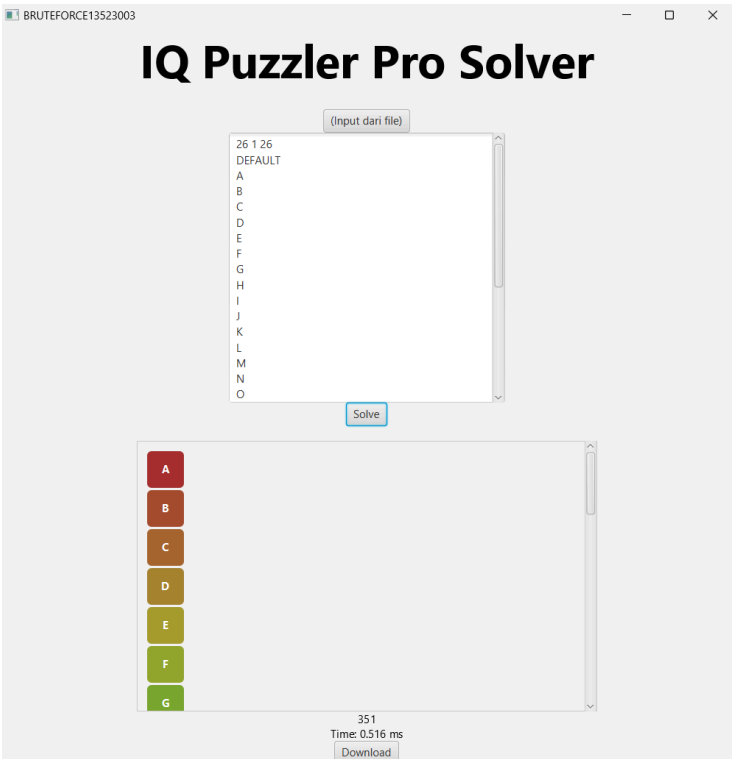 BRUTEFORCE13523003
IQ Puzzler Pro Solver
(Input dari file)
26 1 26
DEFAULT
A
B
C
D
E
F
G
H
I
J
K
L
M
N
O
Solve
A
B
C
D
E
F
G
351
Time: 0.516 ms
Download